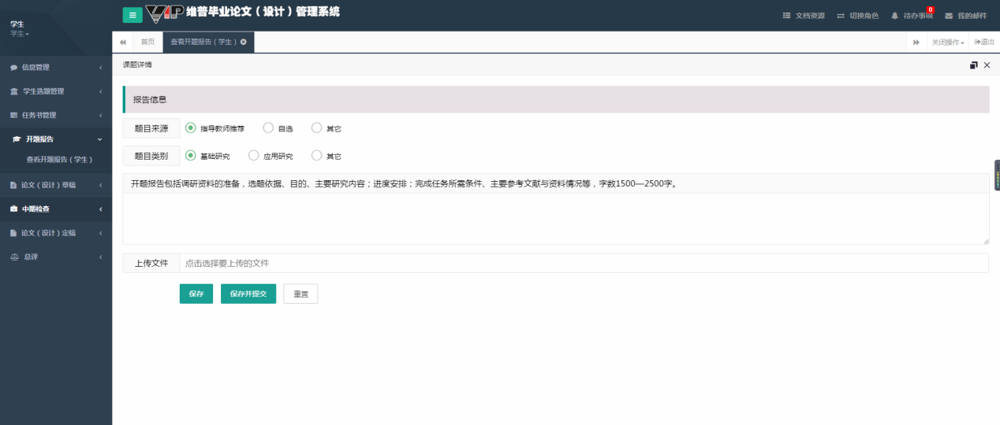 学生
学生
信息管理
学生选题管理
任务书管理
开题报告
查看开题报告（学生）
论文（设计）草稿
中期检查
论文（设计）定稿
总评
VIP 维普毕业论文（设计）管理系统
文档资源 切换角色 待办事项 0 我的邮件
首页 查看开题报告（学生） 关闭操作 退出
课题详情
报告信息
题目来源 指导教师推荐 自选 其它
题目类别 基础研究 应用研究 其它
开题报告包括调研资料的准备，选题依据、目的、主要研究内容；进度安排；完成任务所需条件、主要参考文献与资料情况等，字数1500—2500字。
上传文件 点击选择要上传的文件
保存 保存并提交 重置